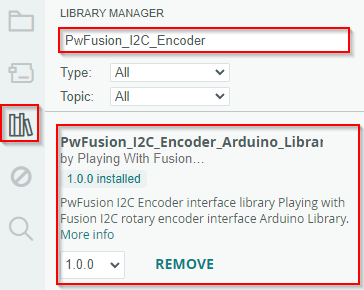 LIBRARY MANAGER
PwFusion_I2C_Encoder
Type: All
Topic: All
PwFusion_I2C_Encoder_Arduino_Librar
by Playing With Fusion…
1.0.0 installed
PwFusion I2C Encoder interface library Playing with
Fusion I2C rotary encoder interface Arduino Library.
More info
1.0.0 REMOVE